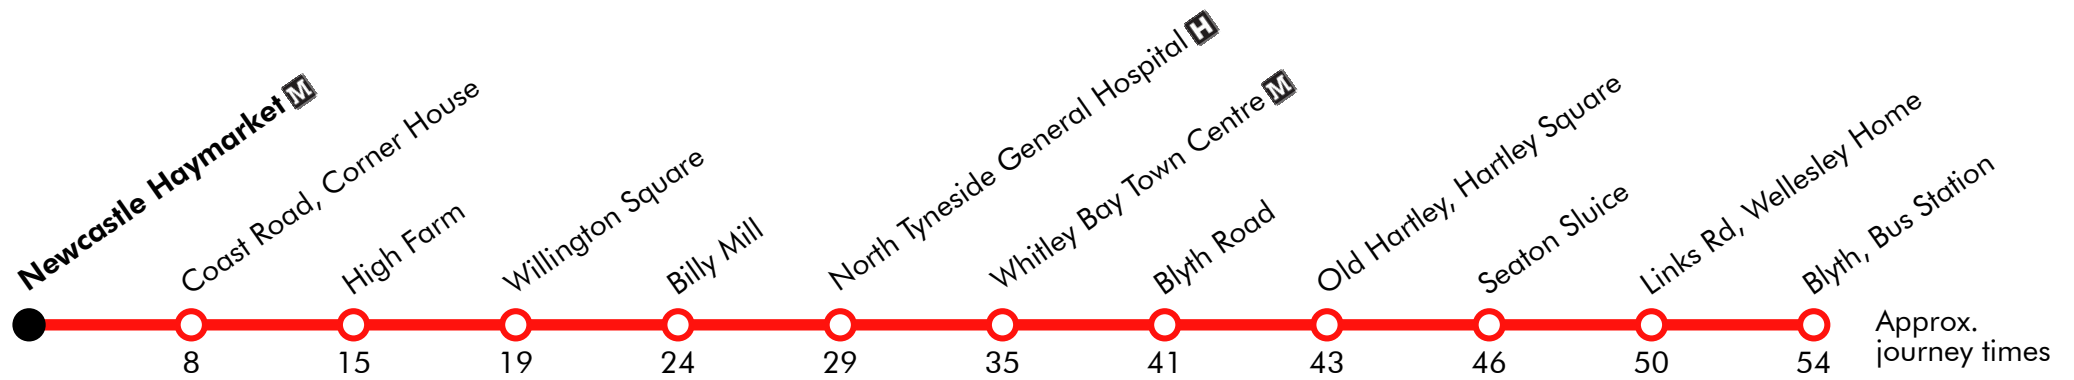 Newcastle Haymarket M
Coast Road, Corner House
High Farm
Willington Square
Billy Mill
North Tyneside General Hospital H
Whitley Bay Town Centre M
Blyth Road
Old Hartley, Hartley Square
Seaton Sluice
Links Rd, Wellesley Home
Blyth, Bus Station
8 15 19 24 29 35 41 43 46 50 54
Approx.
journey times